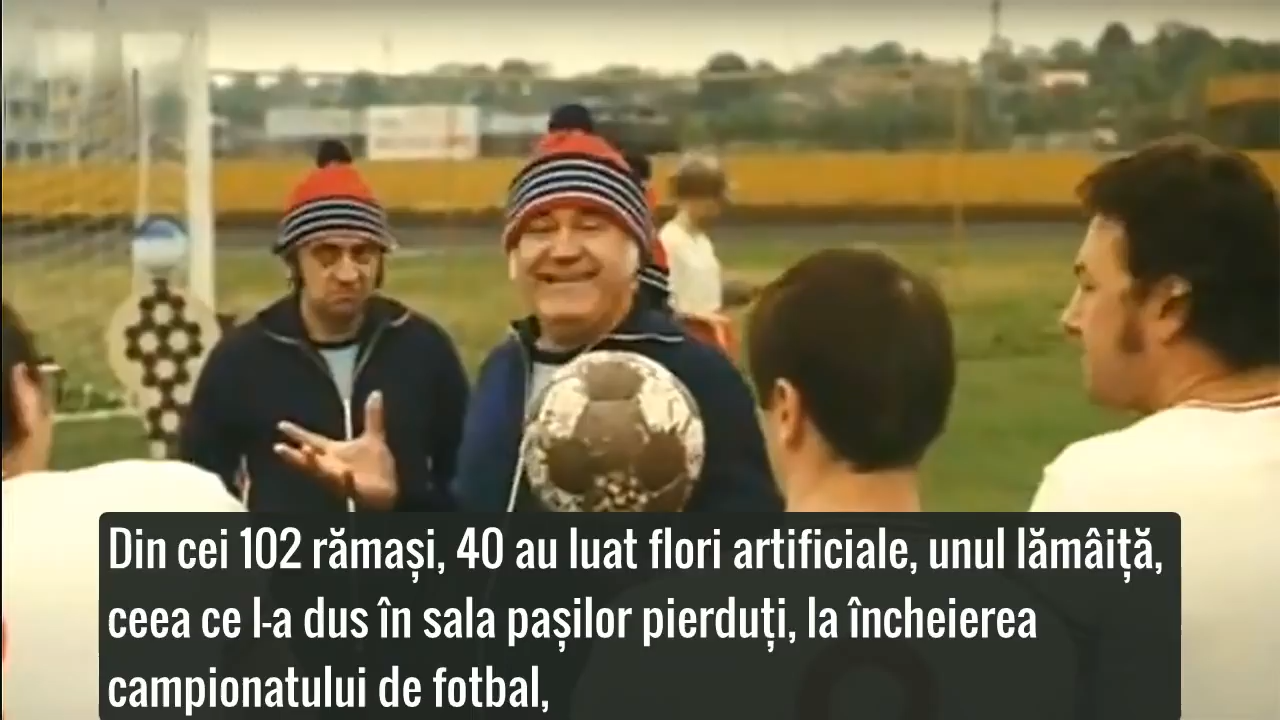 Din cei 102 rămași, 40 au luat flori artificiale, unul lămâiță,
ceea ce l-a dus în sala pașilor pierduți, la încheierea
campionatului de fotbal,